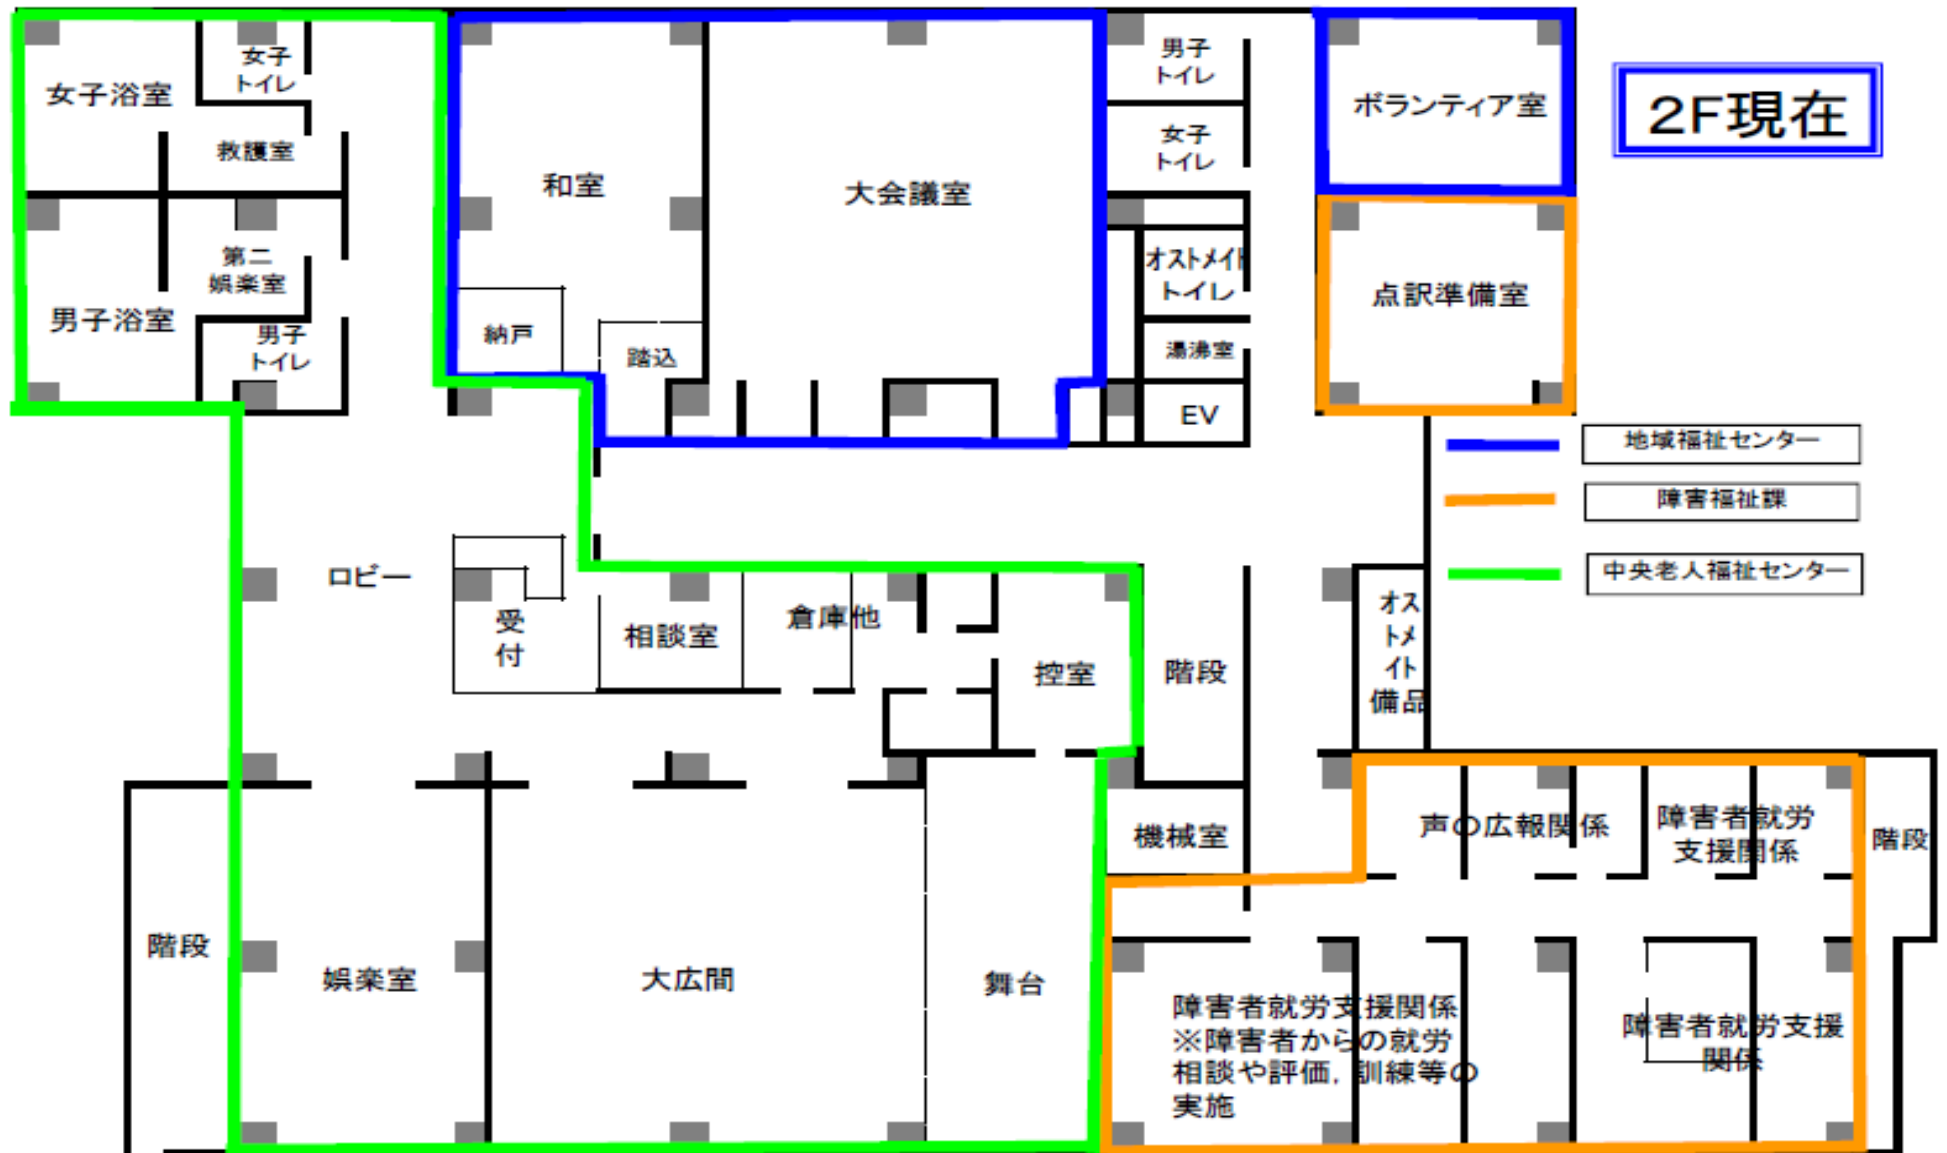 女子
トイレ
女子浴室
救護室
第二
娯楽室
男子浴室
男子
トイレ
和室
大会議室
納戸
踏込
男子
トイレ
女子
トイレ
オストメイト
トイレ
湯沸室
EV
ボランティア室
2F現在
点訳準備室
地域福祉センター
障害福祉課
中央老人福祉センター
ロビー
受
付
相談室
倉庫他
控室
階段
オス
トメ
イト
備品
機械室
声の広報関係
障害者就労
支援関係
階段
階段
娯楽室
大広間
舞台
障害者就労支援関係
※障害者からの就労
相談や評価，訓練等の
実施
障害者就労支援
関係